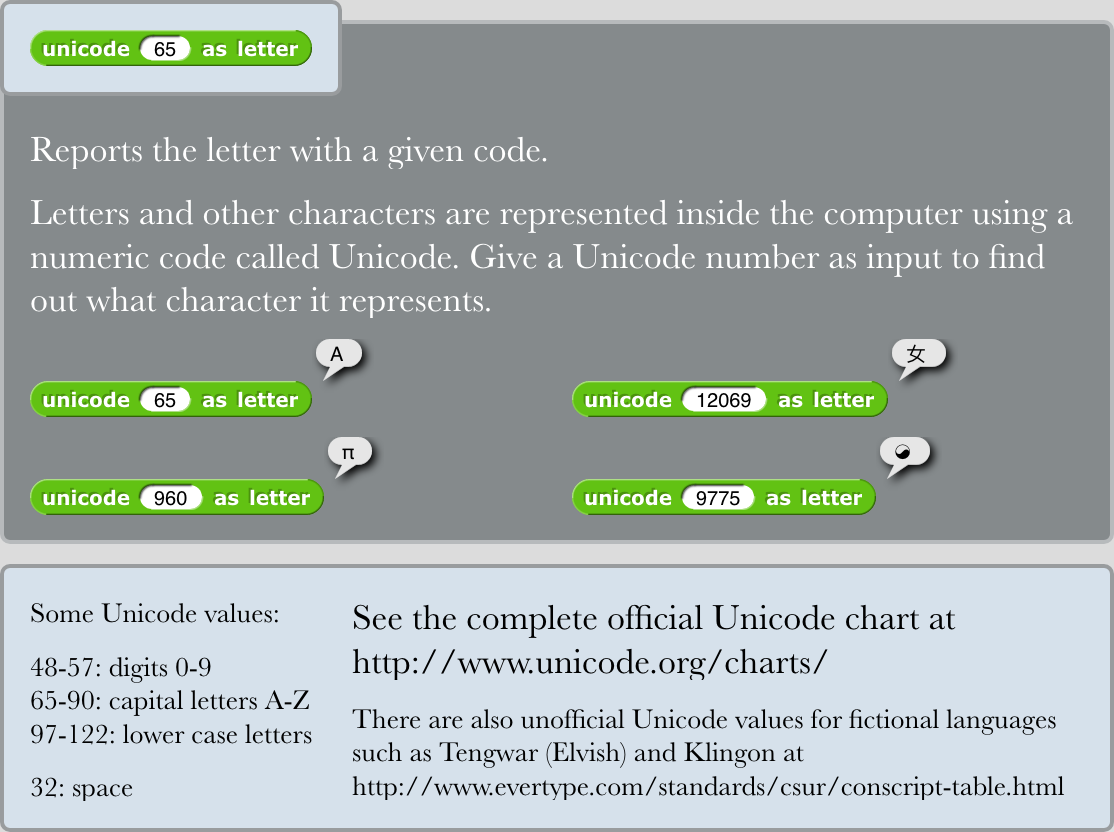 unicode 65 as letter
Reports the letter with a given code.
Letters and other characters are represented inside the computer using a
numeric code called Unicode. Give a Unicode number as input to find
out what character it represents.
A
unicode 65 as letter
女
unicode 12069 as letter
π
unicode 960 as letter
☯
unicode 9775 as letter
Some Unicode values:
48-57: digits 0-9
65-90: capital letters A-Z
97-122: lower case letters
32: space
See the complete official Unicode chart at
http://www.unicode.org/charts/
There are also unofficial Unicode values for fictional languages
such as Tengwar (Elvish) and Klingon at
http://www.evertype.com/standards/csur/conscript-table.html